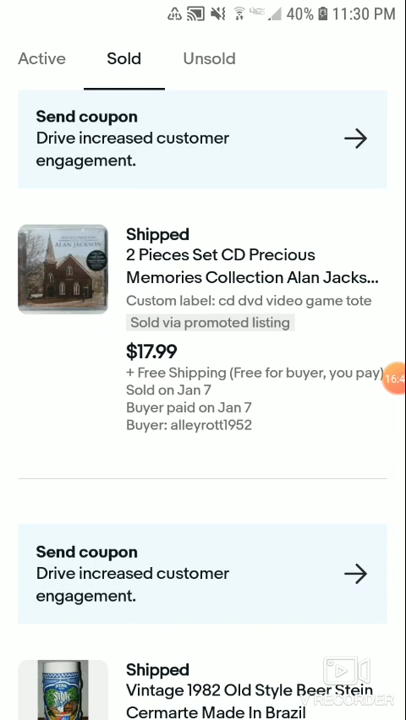 40% 11:30 PM
Active Sold Unsold
Send coupon
Drive increased customer
engagement.
Shipped
2 Pieces Set CD Precious
Memories Collection Alan Jacks...
Custom label: cd dvd video game tote
Sold via promoted listing
$17.99
+ Free Shipping (Free for buyer, you pay)
16:4
Sold on Jan 7
Buyer paid on Jan 7
Buyer: alleyrott1952
ALAN JACKSON
Send coupon
Drive increased customer
engagement.
Shipped
Vintage 1982 Old Style Beer Stein
Cermarte Made In Brazil
V RECORDER